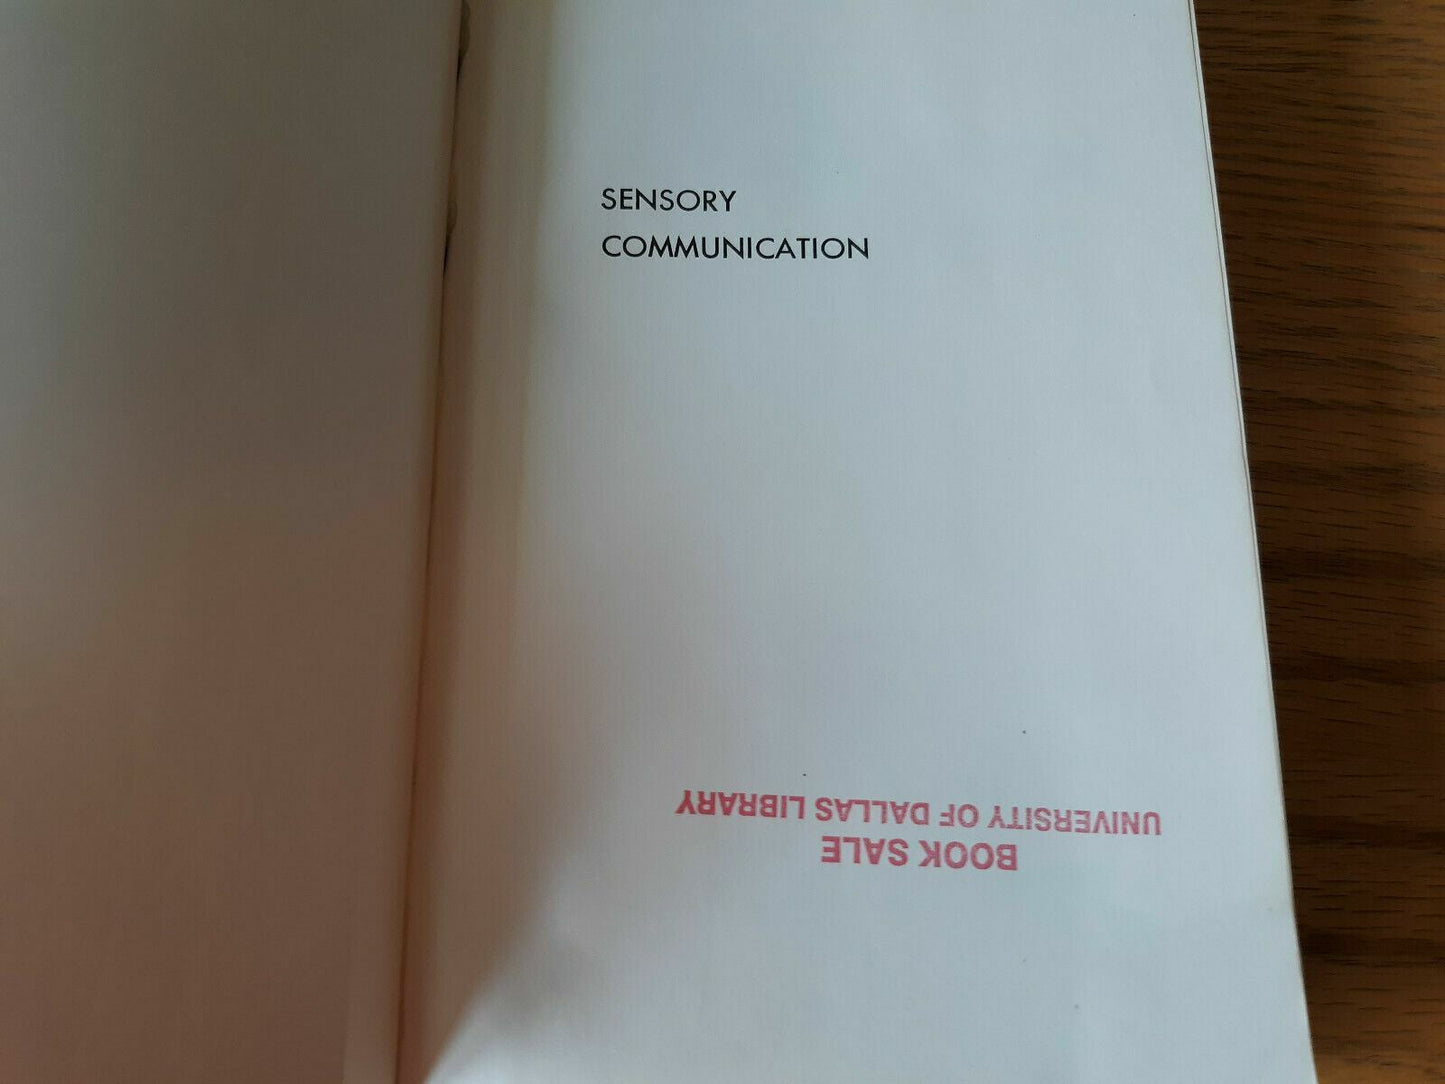 SENSORY
COMMUNICATION
BOOK SALE
UNIVERSITY OF DALLAS LIBRARY